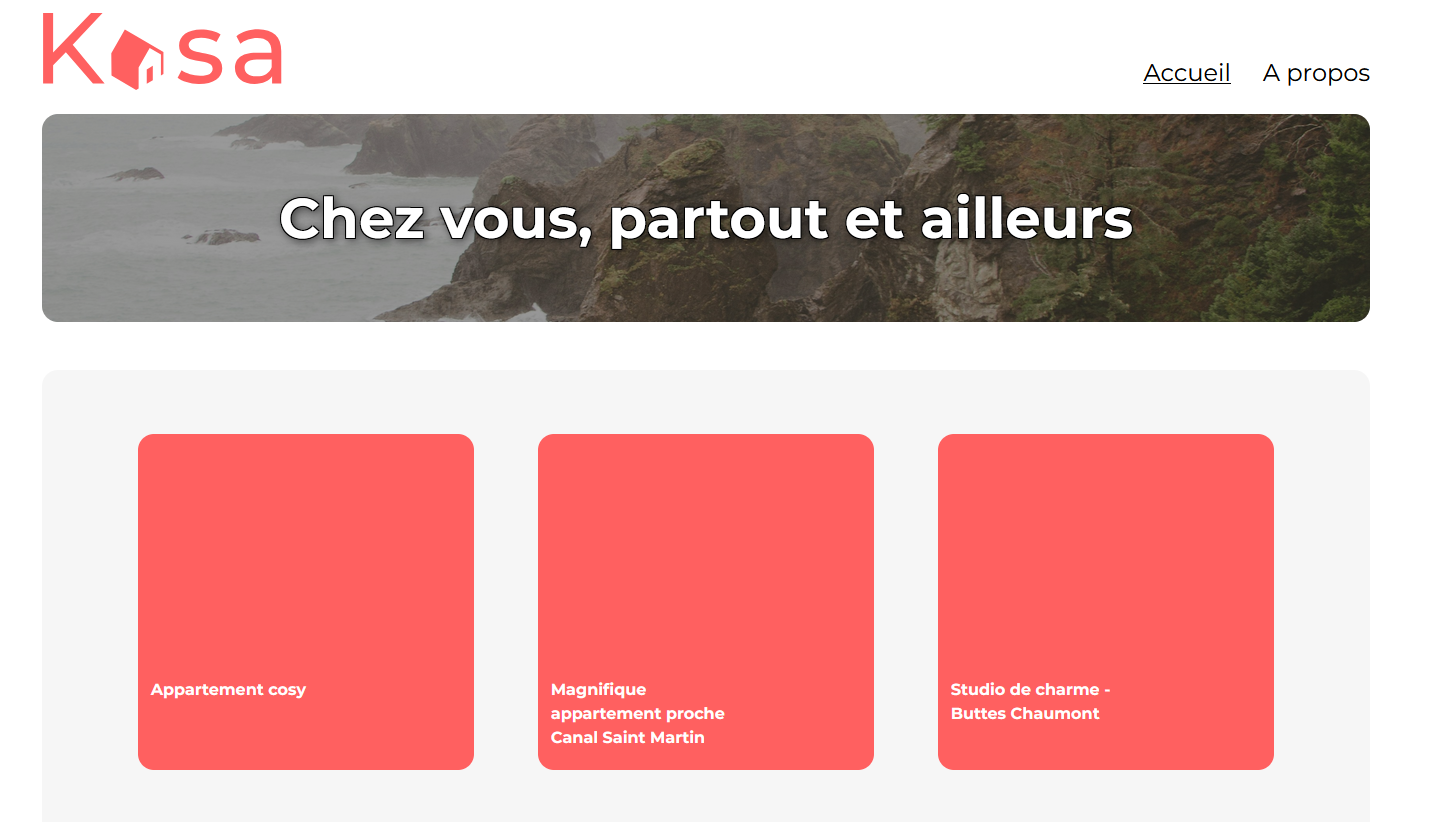 Kasa
Accueil
A propos
Chez vous, partout et ailleurs
Appartement cosy
Magnifique
appartement proche
Canal Saint Martin
Studio de charme -
Buttes Chaumont